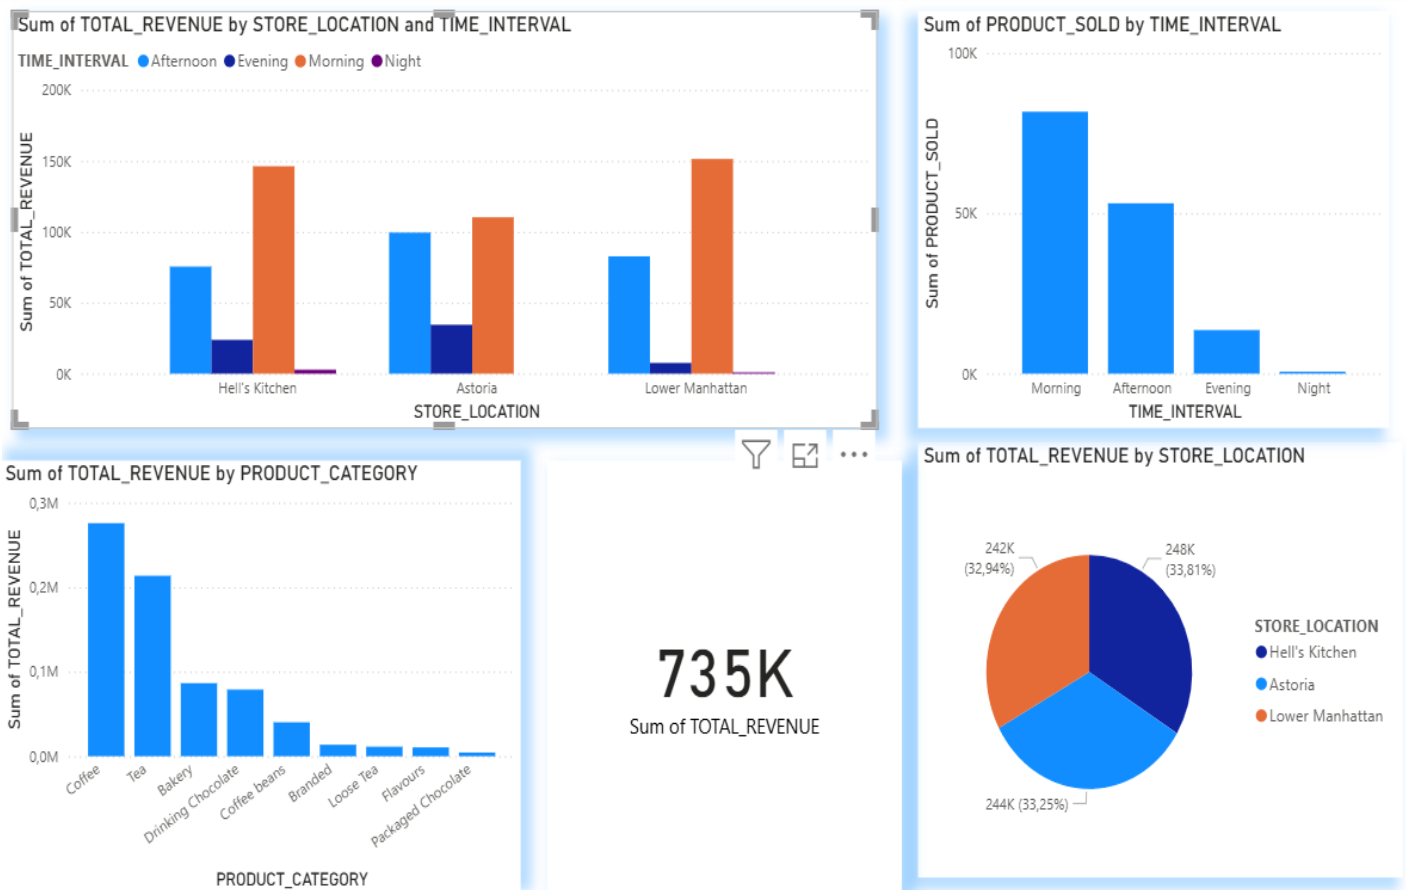 Sum of TOTAL_REVENUE by STORE_LOCATION and TIME_INTERVAL
TIME_INTERVAL Afternoon Evening Morning Night
200K
150K
100K
50K
0K
Sum of TOTAL_REVENUE
Hell's Kitchen Astoria Lower Manhattan
STORE_LOCATION
Sum of PRODUCT_SOLD by TIME_INTERVAL
100K
50K
0K
Sum of PRODUCT_SOLD
Morning Afternoon Evening Night
TIME_INTERVAL
Sum of TOTAL_REVENUE by PRODUCT_CATEGORY
0,3M
0,2M
0,1M
0,0M
Sum of TOTAL_REVENUE
Coffee
Tea
Bakery
Drinking Chocolate
Coffee beans
Branded
Loose Tea
Flavours
Packaged Chocolate
PRODUCT_CATEGORY
735K
Sum of TOTAL_REVENUE
Sum of TOTAL_REVENUE by STORE_LOCATION
242K
(32,94%)
248K
(33,81%)
244K (33,25%)
STORE_LOCATION
Hell's Kitchen
Astoria
Lower Manhattan